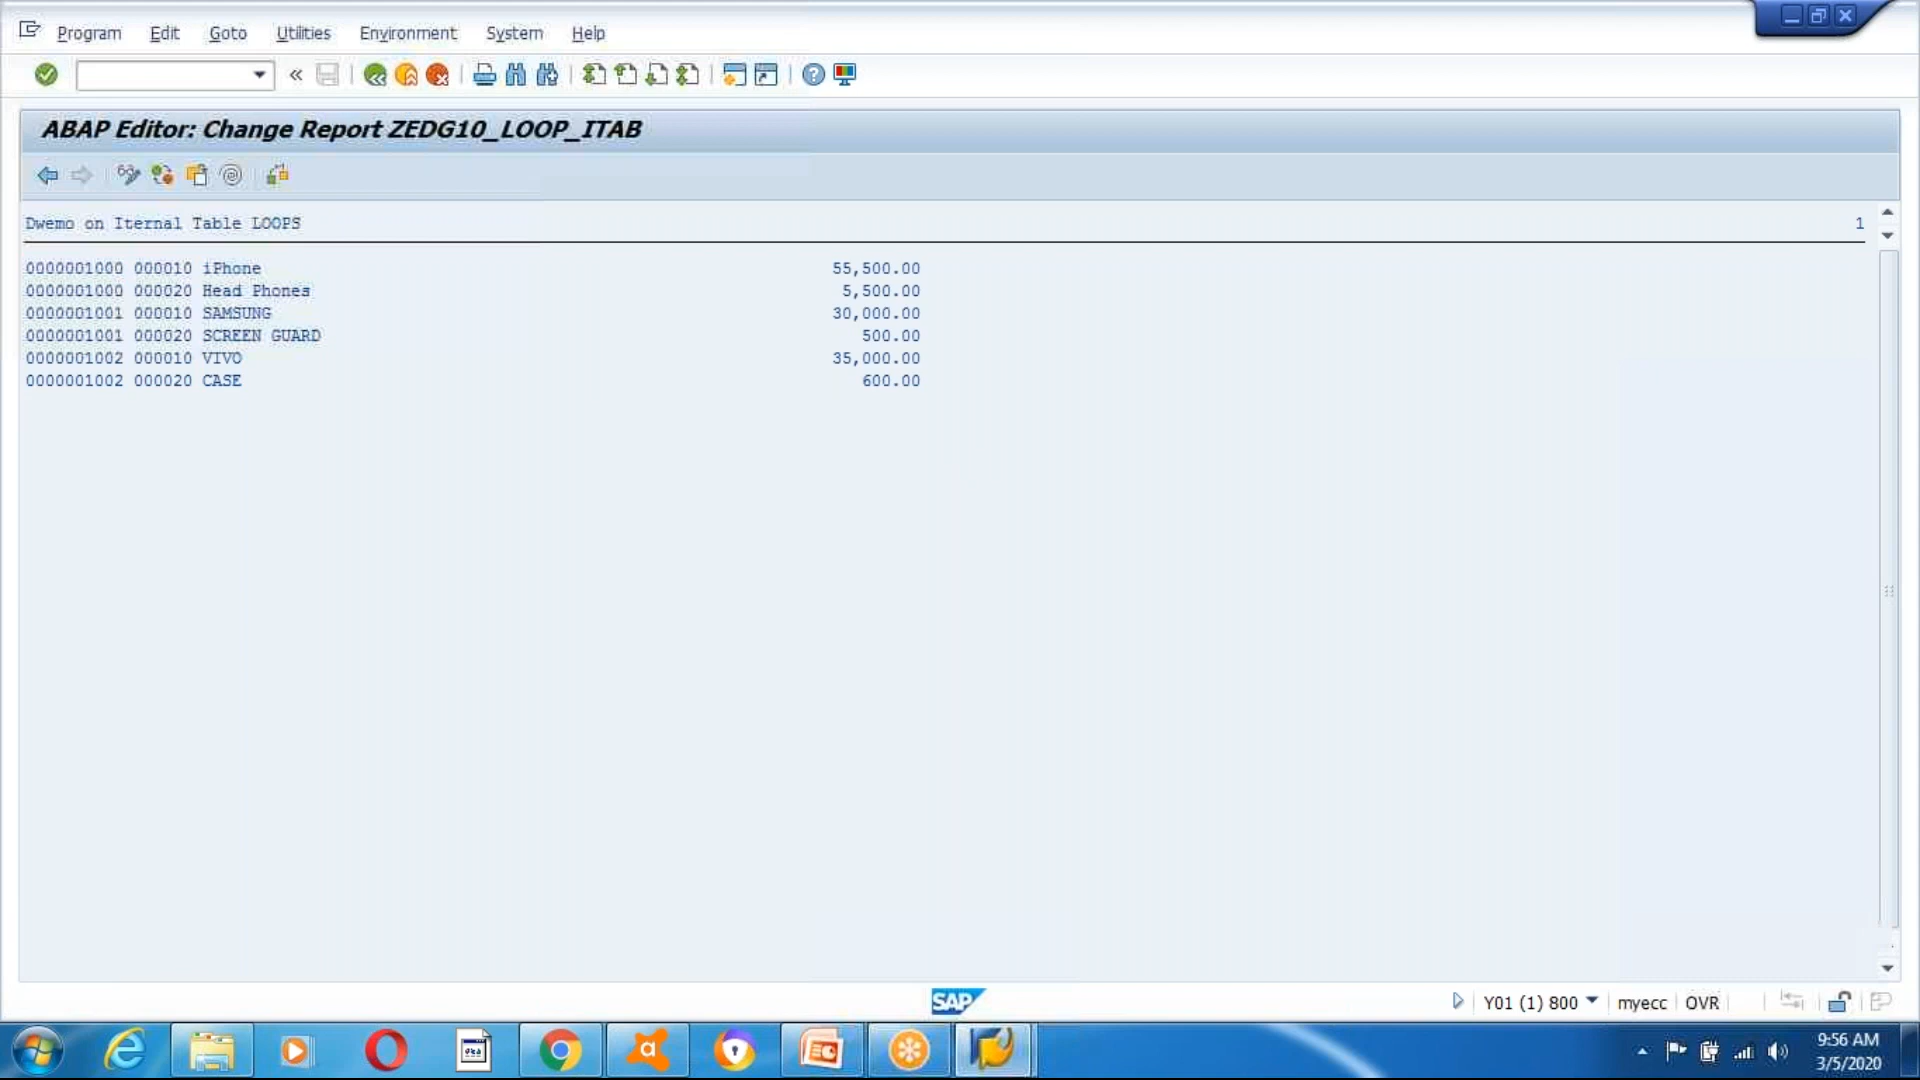 Program Edit Goto Utilities Environment System Help
ABAP Editor: Change Report ZEDG10_LOOP_ITAB
Dwemo on Iternal Table LOOPS 1
0000001000 000010 iPhone 55,500.00
0000001000 000020 Head Phones 5,500.00
0000001001 000010 SAMSUNG 30,000.00
0000001001 000020 SCREEN GUARD 500.00
0000001002 000010 VIVO 35,000.00
0000001002 000020 CASE 600.00
SAP Y01 (1) 800 myecc OVR
9:56 AM
3/5/2020